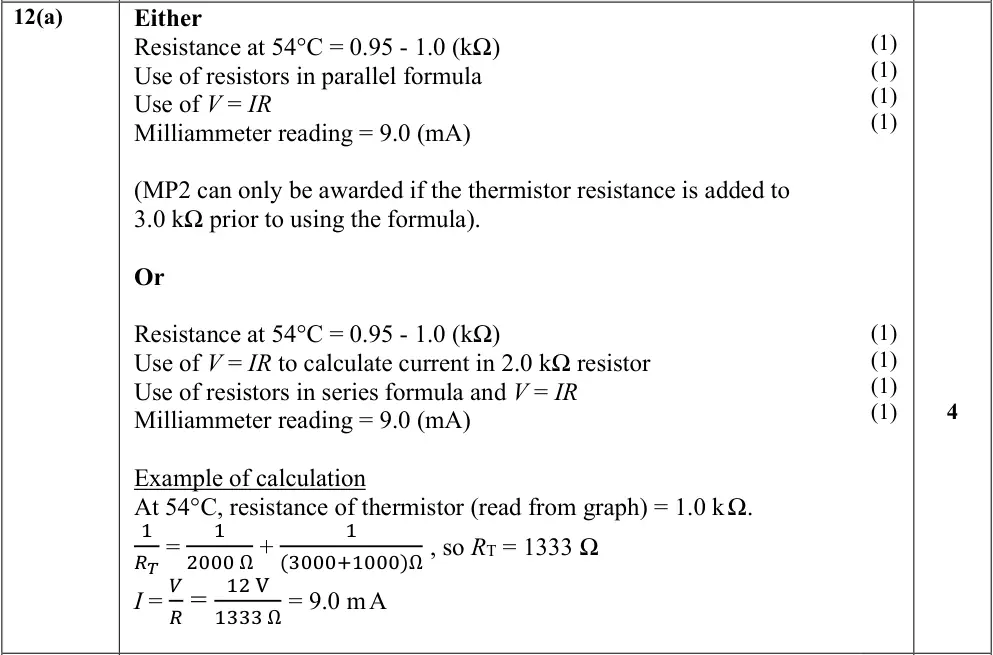 12(a)
Either
Resistance at 54°C = 0.95 - 1.0 (kΩ) (1)
Use of resistors in parallel formula (1)
Use of V = IR (1)
Milliammeter reading = 9.0 (mA) (1)
(MP2 can only be awarded if the thermistor resistance is added to
3.0 kΩ prior to using the formula).
Or
Resistance at 54°C = 0.95 - 1.0 (kΩ) (1)
Use of V = IR to calculate current in 2.0 kΩ resistor (1)
Use of resistors in series formula and V = IR (1)
Milliammeter reading = 9.0 (mA) (1) 4
Example of calculation
At 54°C, resistance of thermistor (read from graph) = 1.0 kΩ.
1/R_T = 1/2000 Ω + 1/(3000+1000)Ω , so R_T = 1333 Ω
I = V/R = 12 V/1333 Ω = 9.0 mA